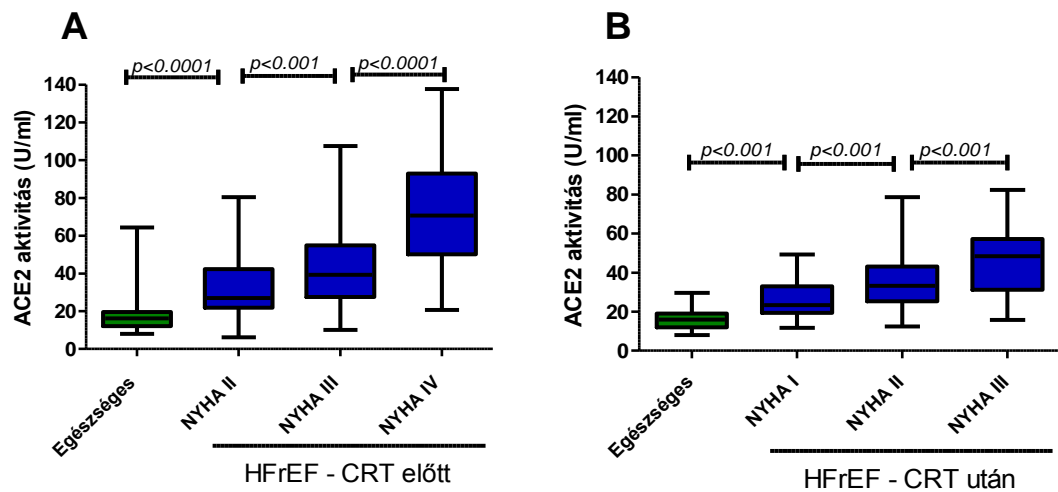 A
p<0.0001
p<0.001
p<0.0001
ACE2 aktivitás (U/ml)
140
120
100
80
60
40
20
0
Egészséges
NYHA II
NYHA III
NYHA IV
HFrEF - CRT előtt
B
p<0.001
p<0.001
p<0.001
ACE2 aktivitás (U/ml)
140
120
100
80
60
40
20
0
Egészséges
NYHA I
NYHA II
NYHA III
HFrEF - CRT után